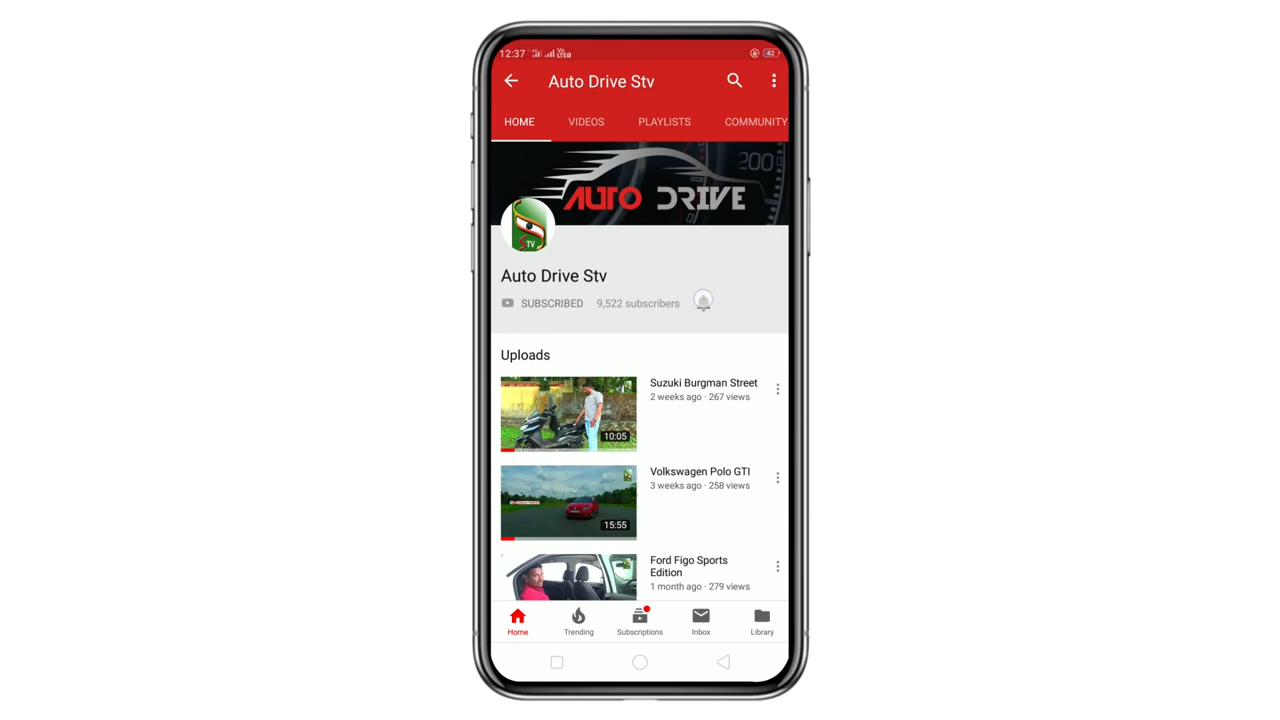 12:37
42
Auto Drive Stv
HOME VIDEOS PLAYLISTS COMMUNITY
200
AUTO DRIVE
STV
Auto Drive Stv
SUBSCRIBED 9,522 subscribers
Uploads
Suzuki Burgman Street
2 weeks ago · 267 views
10:05
Volkswagen Polo GTI
3 weeks ago · 258 views
15:55
Ford Figo Sports
Edition
1 month ago · 279 views
Home Trending Subscriptions Inbox Library